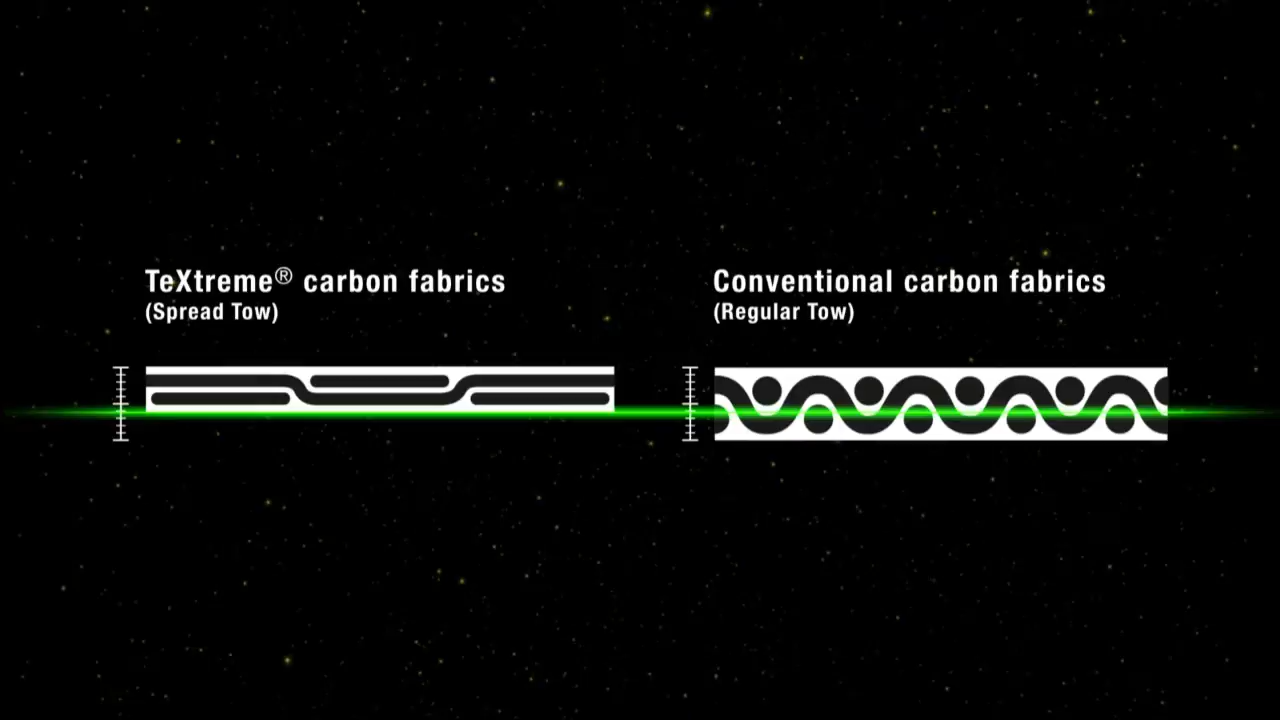 TeXtreme® carbon fabrics
(Spread Tow)
Conventional carbon fabrics
(Regular Tow)